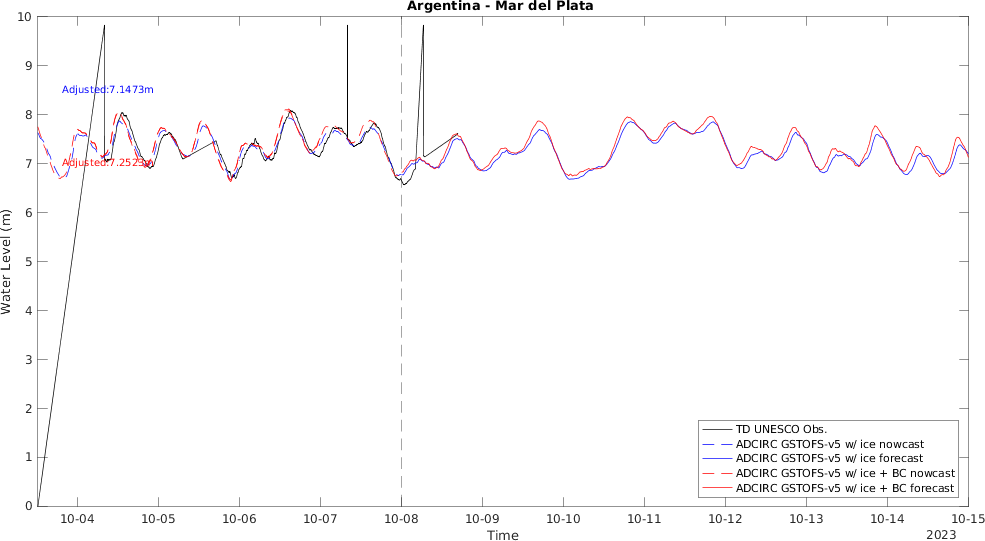 Argentina - Mar del Plata
10
9
8
7
6
5
4
3
2
1
0
Water Level (m)
Adjusted:7.1473m
Adjusted:7.2523m
10-04
10-05
10-06
10-07
10-08
10-09
10-10
10-11
10-12
10-13
10-14
10-15
Time
2023
TD UNESCO Obs.
ADCIRC GSTOFS-v5 w/ ice nowcast
ADCIRC GSTOFS-v5 w/ ice forecast
ADCIRC GSTOFS-v5 w/ ice + BC nowcast
ADCIRC GSTOFS-v5 w/ ice + BC forecast